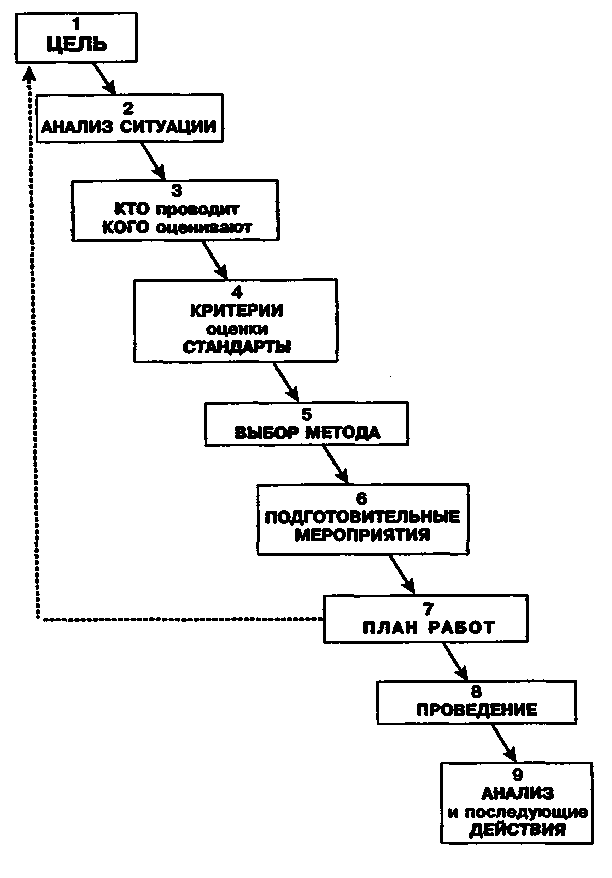 1
ЦЕЛЬ
2
АНАЛИЗ СИТУАЦИИ
3
КТО проводит
КОГО оценивают
4
КРИТЕРИИ
оценки
СТАНДАРТЫ
5
ВЫБОР МЕТОДА
6
ПОДГОТОВИТЕЛЬНЫЕ
МЕРОПРИЯТИЯ
7
ПЛАН РАБОТ
8
ПРОВЕДЕНИЕ
9
АНАЛИЗ
и последующие
ДЕЙСТВИЯ